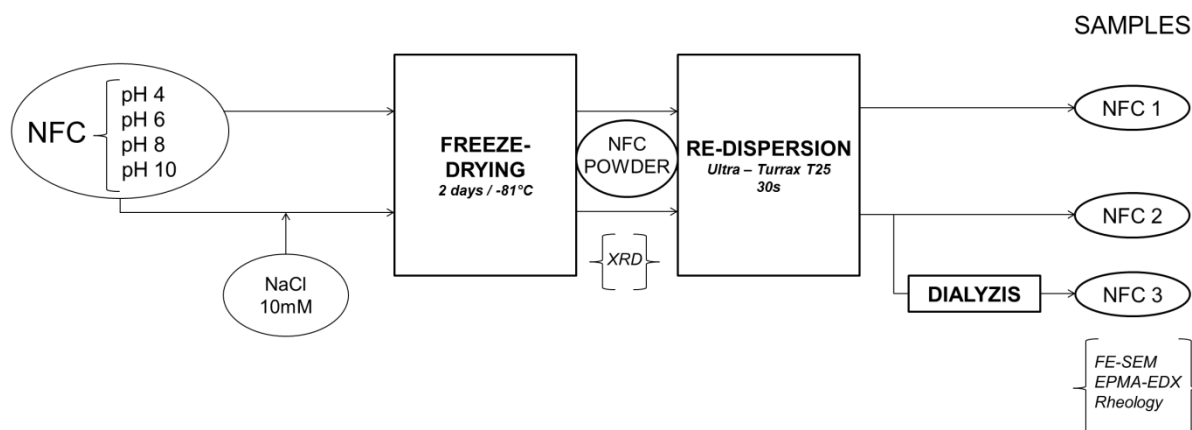 SAMPLES
NFC
pH 4
pH 6
pH 8
pH 10
NaCl
10mM
FREEZE-
DRYING
2 days / -81°C
NFC
POWDER
XRD
RE-DISPERSION
Ultra – Turrax T25
30s
DIALYZIS
NFC 1
NFC 2
NFC 3
FE-SEM
EPMA-EDX
Rheology